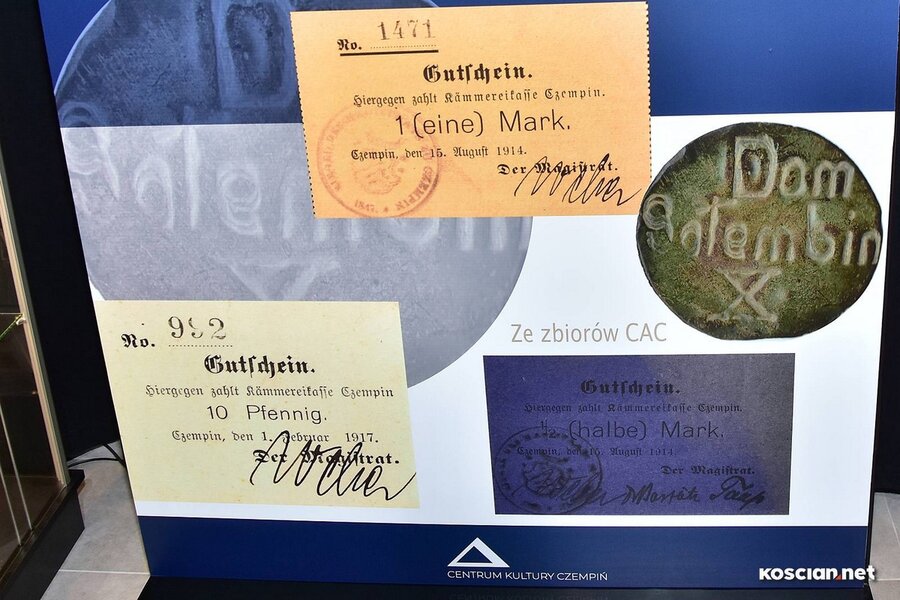 No. 1471
Gutschein.
Hiergegen zahlt Kämmereikasse Czempin.
1 (eine) Mark.
Czempin, den 15. August 1914.
Der Magistrat.
CZEMPIN
1847.
Dom
Golembin
X
Ze zbiorów CAC
No. 992
Gutschein.
Hiergegen zahlt Kämmereikasse Czempin
10 Pfennig.
Czempin, den 1. Februar 1917.
Der Magistrat.
Gutschein.
Hiergegen zahlt Kämmereikasse Czempin.
1/2 (halbe) Mark.
Czempin, den 15. August 1914.
Der Magistrat.
CENTRUM KULTURY CZEMPIŃ
KOSCIAN.net